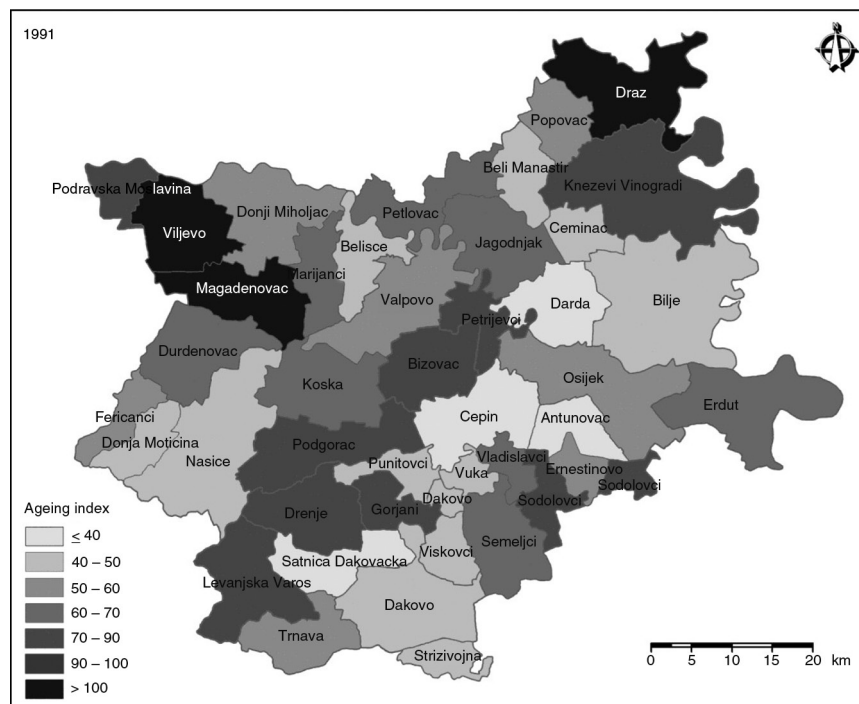 1991
Draz
Popovac
Beli Manastir
Knezevi Vinogradi
Podravska Moslavina
Donji Miholjac
Petlovac
Viljevo
Ceminac
Belisce
Jagodnjak
Marijanci
Magadenovac
Valpovo
Darda
Bilje
Petrijevci
Durdenovac
Bizovac
Koska
Osijek
Erdut
Fericanci
Cepin
Antunovac
Donja Moticina
Podgorac
Nasice
Punitovci
Vladislavci
Vuka
Ernestinovo
Sodolovci
Dakovo
Sodolovci
Drenje
Gorjani
Semeljci
Viskovci
Satnica Dakovacka
Levanjska Varos
Dakovo
Trnava
Strizivojna
Ageing index
≤ 40
40 – 50
50 – 60
60 – 70
70 – 90
90 – 100
> 100
0 5 10 15 20 km